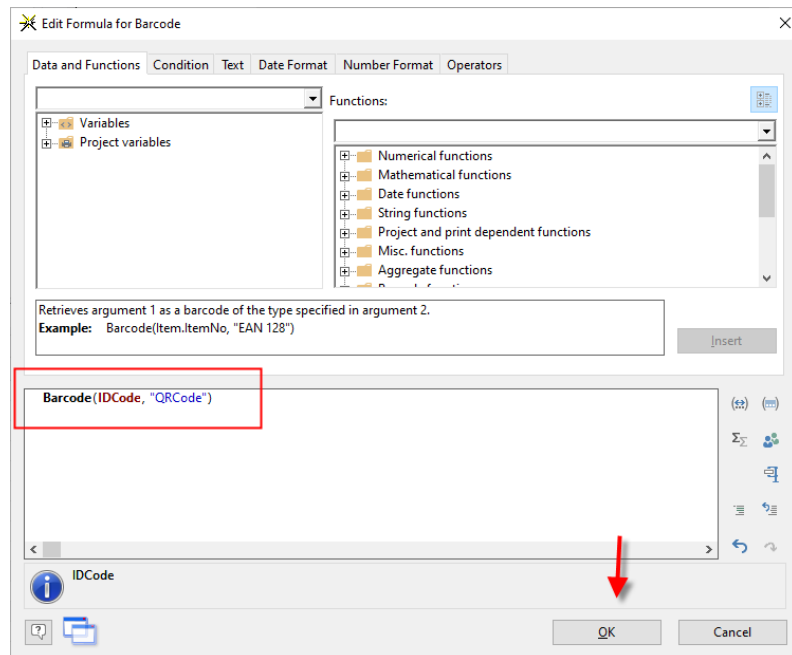 Edit Formula for Barcode
Data and Functions Condition Text Date Format Number Format Operators
Functions:
Variables
Project variables
Numerical functions
Mathematical functions
Date functions
String functions
Project and print dependent functions
Misc. functions
Aggregate functions
Retrieves argument 1 as a barcode of the type specified in argument 2.
Example: Barcode(Item.ItemNo, "EAN 128")
Insert
Barcode(IDCode, "QRCode")
IDCode
OK Cancel